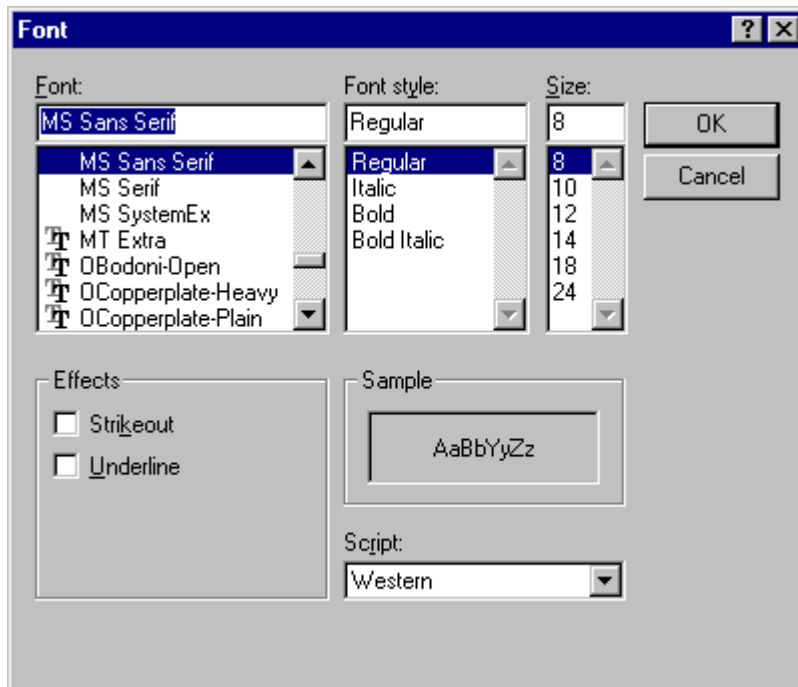 Font
Font:
MS Sans Serif
MS Sans Serif
MS Serif
MS SystemEx
MT Extra
OBodoni-Open
OCopperplate-Heavy
OCopperplate-Plain
Font style:
Regular
Regular
Italic
Bold
Bold Italic
Size:
8
8
10
12
14
18
24
OK
Cancel
Effects
Strikeout
Underline
Sample
AaBbYyZz
Script:
Western